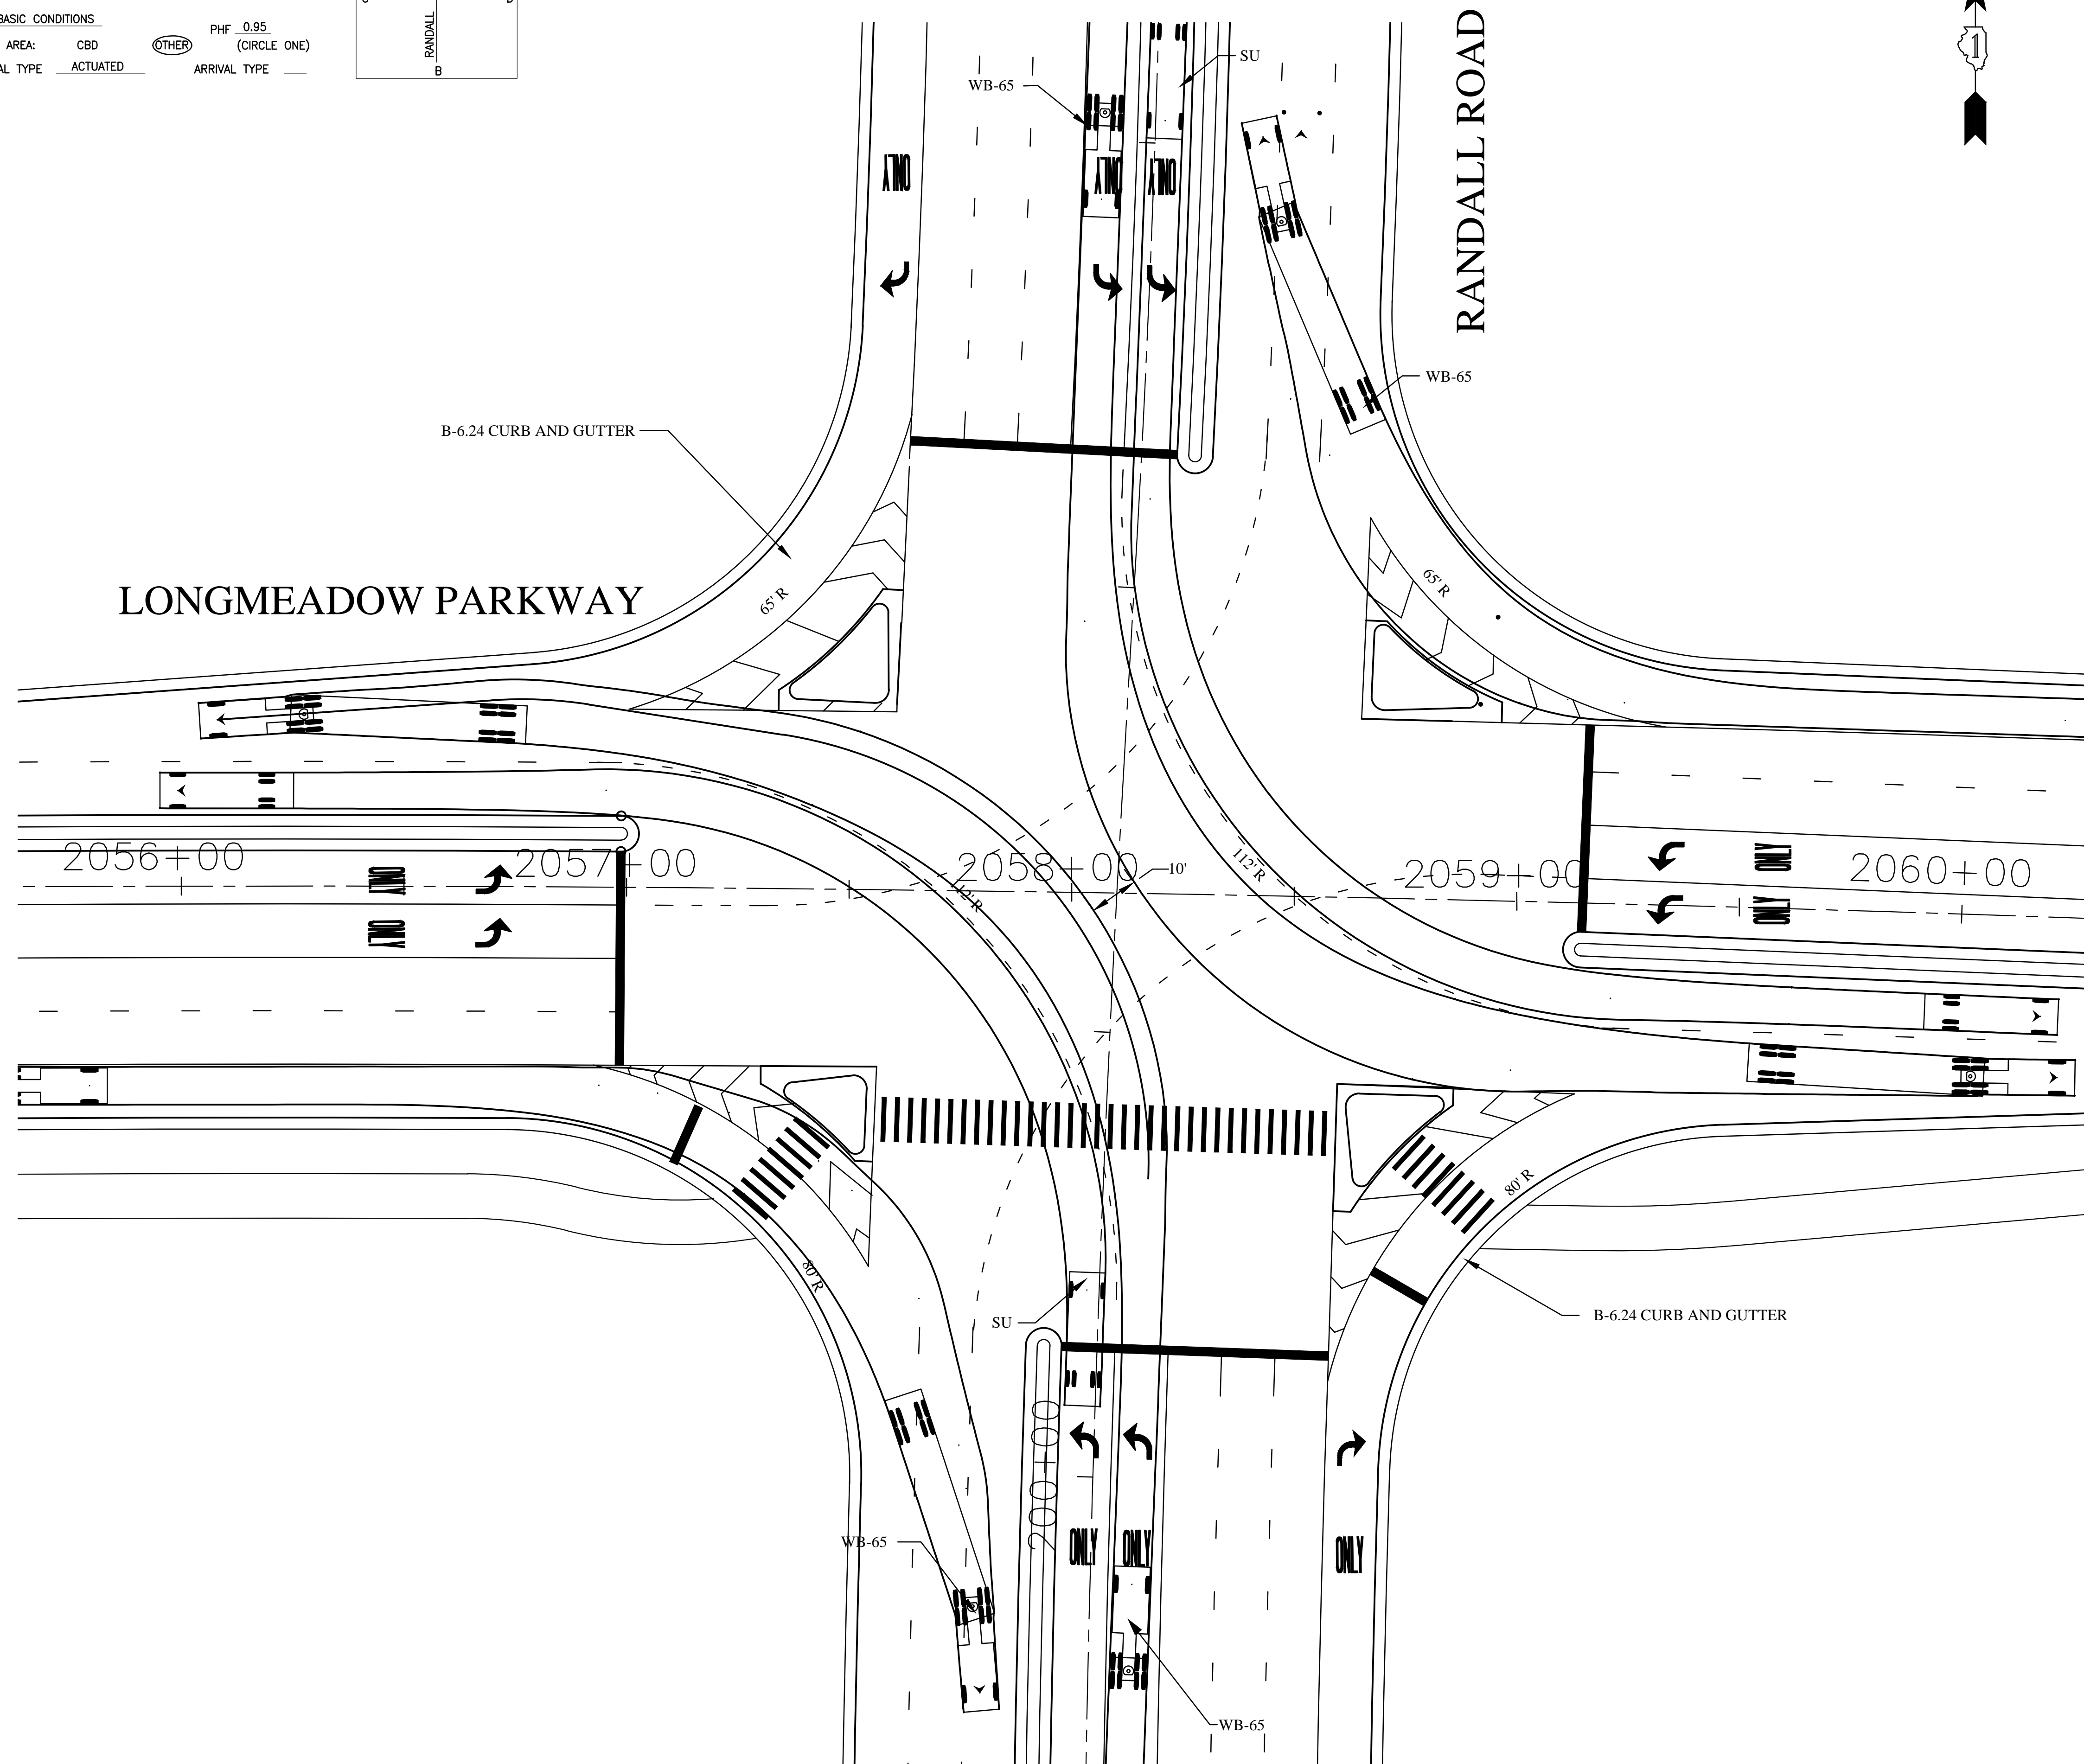 BASIC CONDITIONS
PHF 0.95
AREA: CBD OTHER (CIRCLE ONE)
AL TYPE ACTUATED ARRIVAL TYPE
RANDALL
B
RANDALL ROAD
1
SU
WB-65
ONLY
ONLY
ONLY
WB-65
B-6.24 CURB AND GUTTER
65' R
65' R
LONGMEADOW PARKWAY
2056+00
2057+00
2058+00
2059+00
2060+00
10'
112' R
112' R
ONLY
ONLY
ONLY
ONLY
80' R
80' R
SU
B-6.24 CURB AND GUTTER
2000+00
ONLY
ONLY
ONLY
WB-65
WB-65